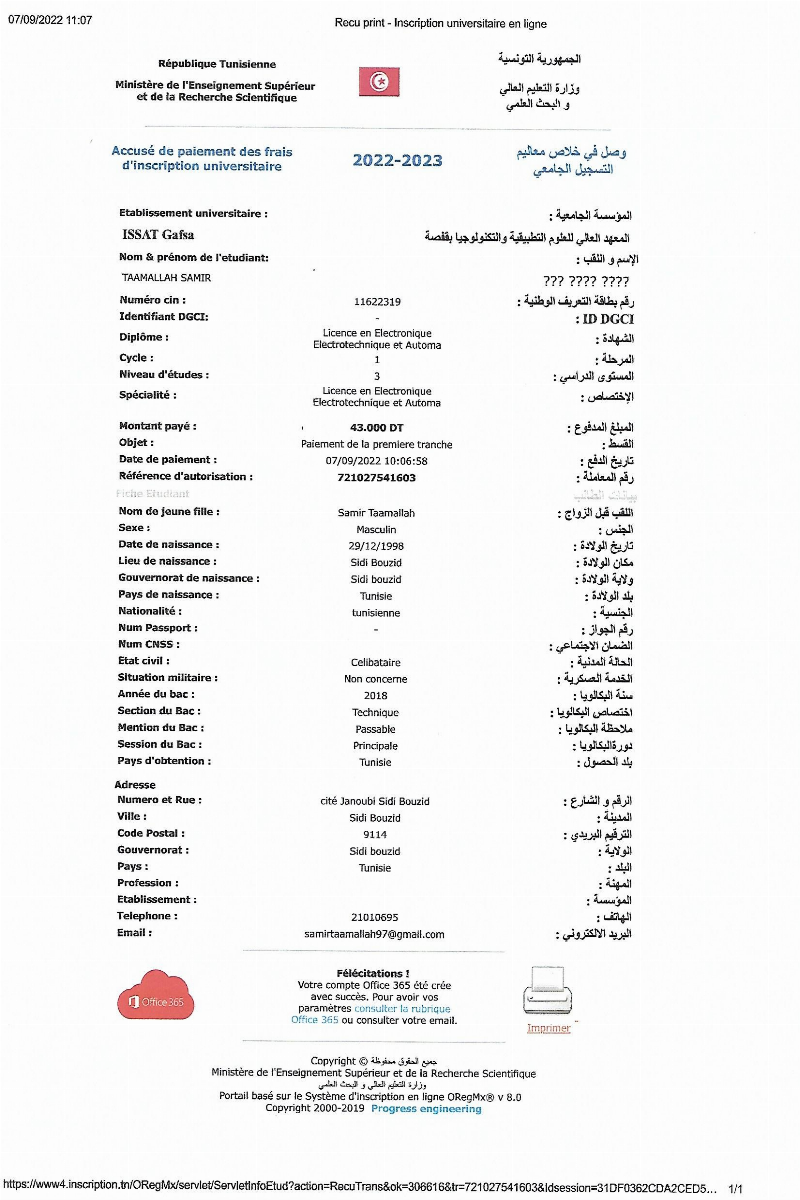 07/09/2022 11:07
Recu print - Inscription universitaire en ligne
République Tunisienne
الجمهورية التونسية
Ministère de l'Enseignement Supérieur
et de la Recherche Scientifique
وزارة التعليم العالي
و البحث العلمي
Accusé de paiement des frais
d'inscription universitaire
2022-2023
وصل في خلاص معاليم
التسجيل الجامعي
Etablissement universitaire :
المؤسسة الجامعية :
ISSAT Gafsa
المعهد العالي للعلوم التطبيقية والتكنولوجيا بقفصة
Nom & prénom de l'etudiant:
الإسم و اللقب :
TAAMALLAH SAMIR
??? ???? ????
Numéro cin : 11622319 رقم بطاقة التعريف الوطنية :
Identifiant DGCI: - ID DGCI :
Diplôme : Licence en Electronique
Electrotechnique et Automa الشهادة :
Cycle : 1 المرحلة :
Niveau d'études : 3 المستوى الدراسي :
Spécialité : Licence en Electronique
Electrotechnique et Automa الإختصاص :
Montant payé : 43.000 DT المبلغ المدفوع :
Objet : Paiement de la premiere tranche القسط :
Date de paiement : 07/09/2022 10:06:58 تاريخ الدفع :
Référence d'autorisation : 721027541603 رقم المعاملة :
Fiche Etudiant بيانات الطالب
Nom de jeune fille : Samir Taamallah اللقب قبل الزواج :
Sexe : Masculin الجنس :
Date de naissance : 29/12/1998 تاريخ الولادة :
Lieu de naissance : Sidi Bouzid مكان الولادة :
Gouvernorat de naissance : Sidi bouzid ولاية الولادة :
Pays de naissance : Tunisie بلد الولادة :
Nationalité : tunisienne الجنسية :
Num Passport : - رقم الجواز :
Num CNSS : الضمان الاجتماعي :
Etat civil : Celibataire الحالة المدنية :
Situation militaire : Non concerne الخدمة العسكرية :
Année du bac : 2018 سنة البكالويا :
Section du Bac : Technique اختصاص البكالويا :
Mention du Bac : Passable ملاحظة البكالويا :
Session du Bac : Principale دورةالبكالويا :
Pays d'obtention : Tunisie بلد الحصول :
Adresse
Numero et Rue : cité Janoubi Sidi Bouzid الرقم و الشارع :
Ville : Sidi Bouzid المدينة :
Code Postal : 9114 الترقيم البريدي :
Gouvernorat : Sidi bouzid الولاية :
Pays : Tunisie البلد :
Profession : المهنة :
Etablissement : المؤسسة :
Telephone : 21010695 الهاتف :
Email : samirtaamallah97@gmail.com البريد الالكتروني :
Office 365
Félécitations !
Votre compte Office 365 été crée
avec succès. Pour avoir vos
paramètres consulter la rubrique
Office 365 ou consulter votre email.
Imprimer
Copyright © جميع الحقوق محفوظة
Ministère de l'Enseignement Supérieur et de la Recherche Scientifique
وزارة التعليم العالي و البحث العلمي
Portail basé sur le Système d'inscription en ligne ORegMx® v 8.0
Copyright 2000-2019 Progress engineering
https://www4.inscription.tn/ORegMx/servlet/ServletInfoEtud?action=RecuTrans&ok=306616&tr=721027541603&Idsession=31DF0362CDA2CED5... 1/1